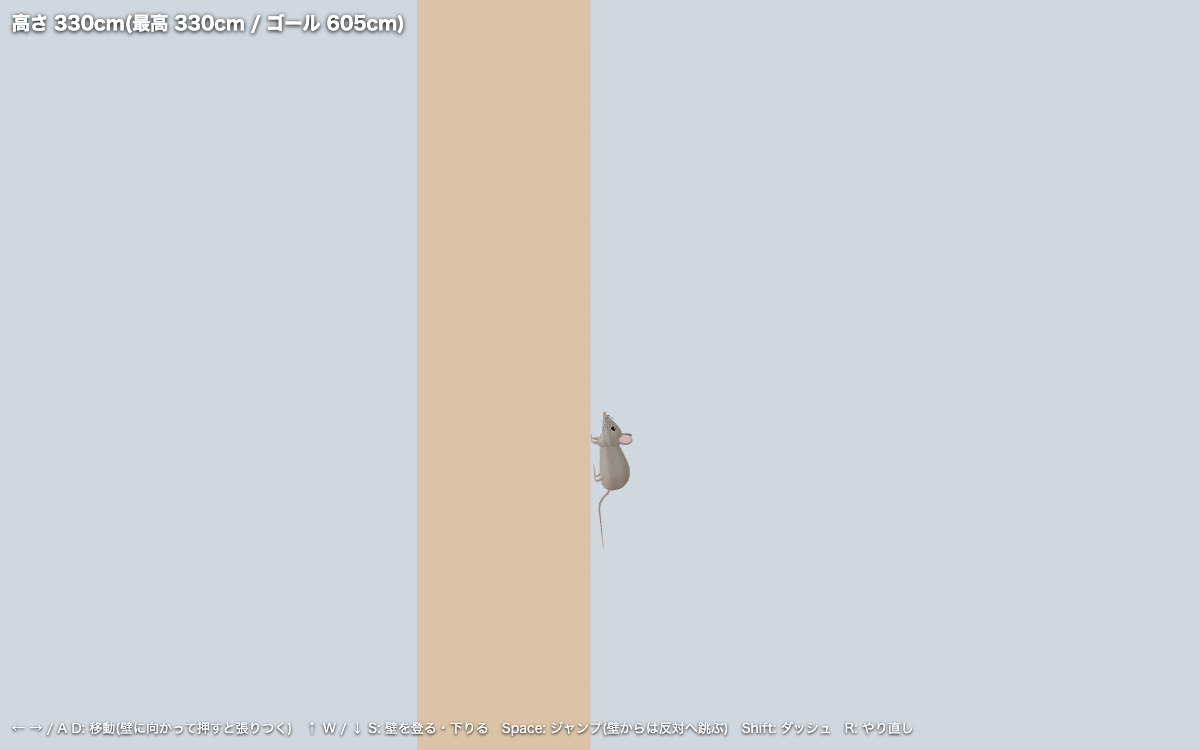 高さ 330cm(最高 330cm / ゴール 605cm)
← → / A D: 移動(壁に向かって押すと張りつく) ↑ W / ↓ S: 壁を登る・下りる Space: ジャンプ(壁からは反対へ跳ぶ) Shift: ダッシュ R: やり直し